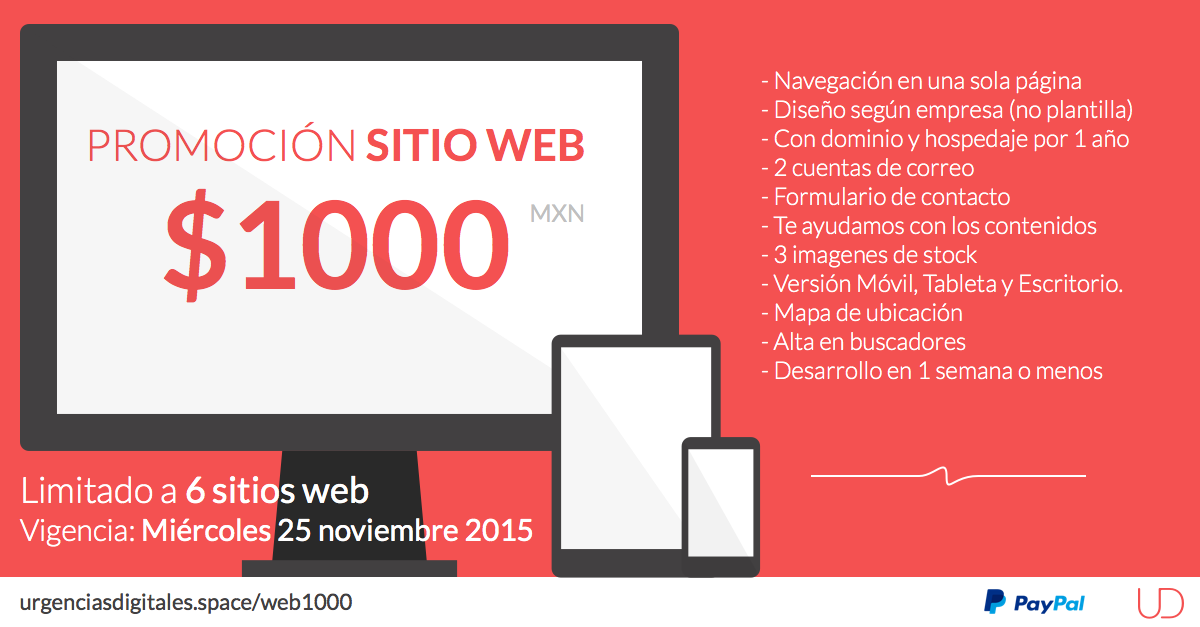 PROMOCIÓN SITIO WEB
$1000 MXN
- Navegación en una sola página
- Diseño según empresa (no plantilla)
- Con dominio y hospedaje por 1 año
- 2 cuentas de correo
- Formulario de contacto
- Te ayudamos con los contenidos
- 3 imagenes de stock
- Versión Móvil, Tableta y Escritorio.
- Mapa de ubicación
- Alta en buscadores
- Desarrollo en 1 semana o menos
Limitado a 6 sitios web
Vigencia: Miércoles 25 noviembre 2015
urgenciasdigitales.space/web1000
PayPal
UD